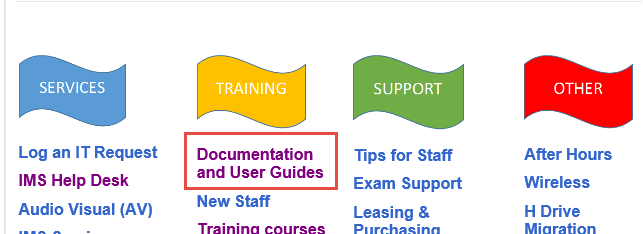 SERVICES
Log an IT Request
IMS Help Desk
Audio Visual (AV)
TRAINING
Documentation
and User Guides
New Staff
Training courses
SUPPORT
Tips for Staff
Exam Support
Leasing &
Purchasing
OTHER
After Hours
Wireless
H Drive
Migration